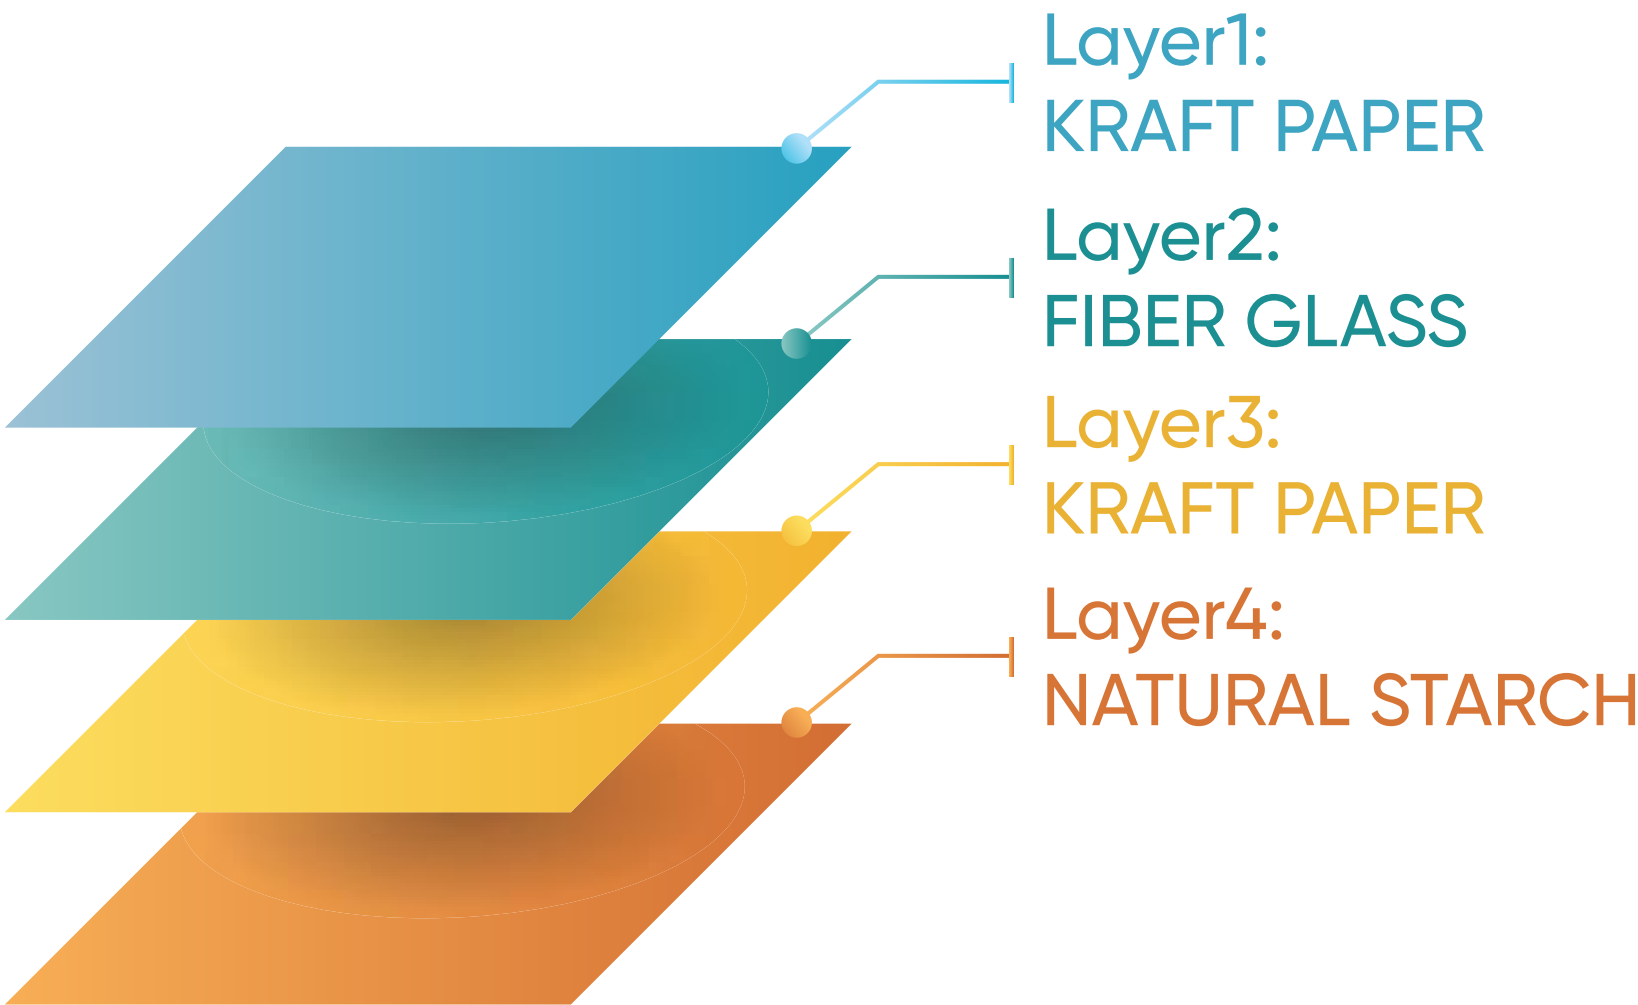 Layer1:
KRAFT PAPER
Layer2:
FIBER GLASS
Layer3:
KRAFT PAPER
Layer4:
NATURAL STARCH